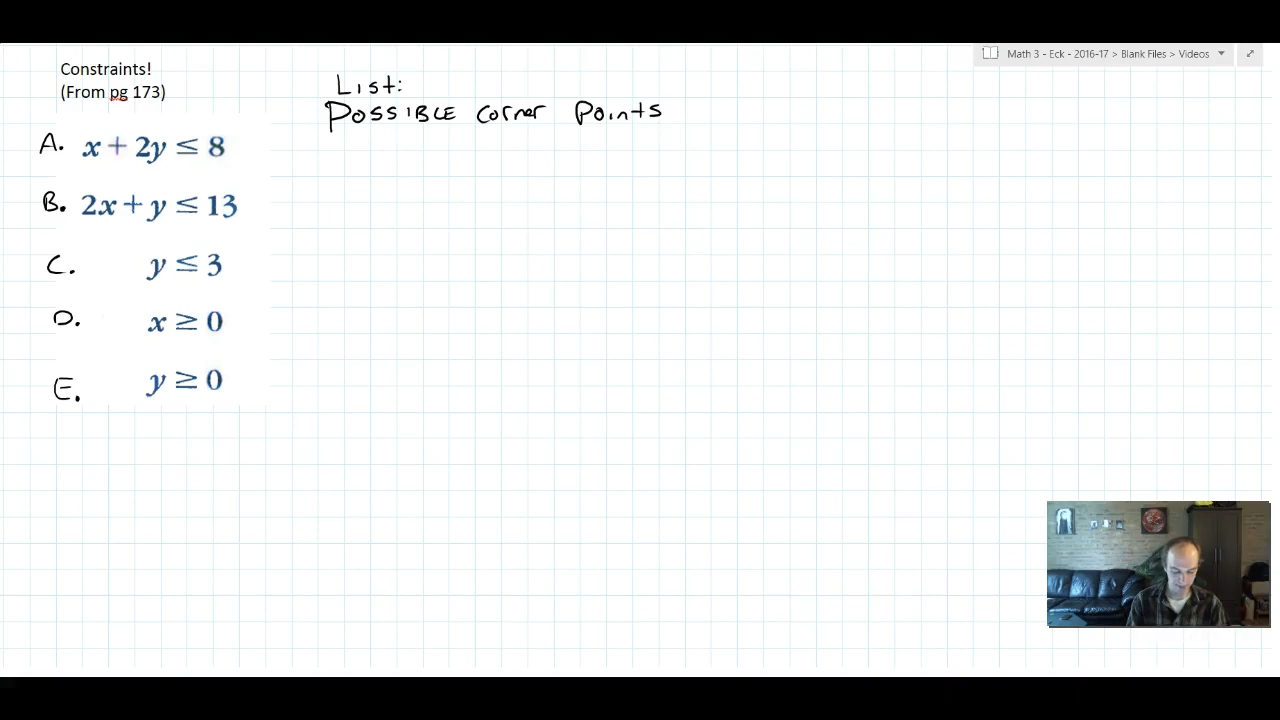 Constraints!
(From pg 173)
Math 3 - Eck - 2016-17 > Blank Files > Videos
List:
POSSIBLE Corner Points
A. x + 2y ≤ 8
B. 2x + y ≤ 13
C. y ≤ 3
D. x ≥ 0
E. y ≥ 0